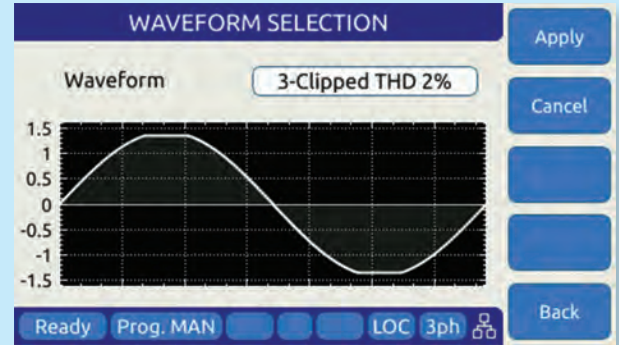 WAVEFORM SELECTION
Apply
Waveform
3-Clipped THD 2%
Cancel
1.5
1
0.5
0
-0.5
-1
-1.5
Back
Ready
Prog. MAN
LOC
3ph